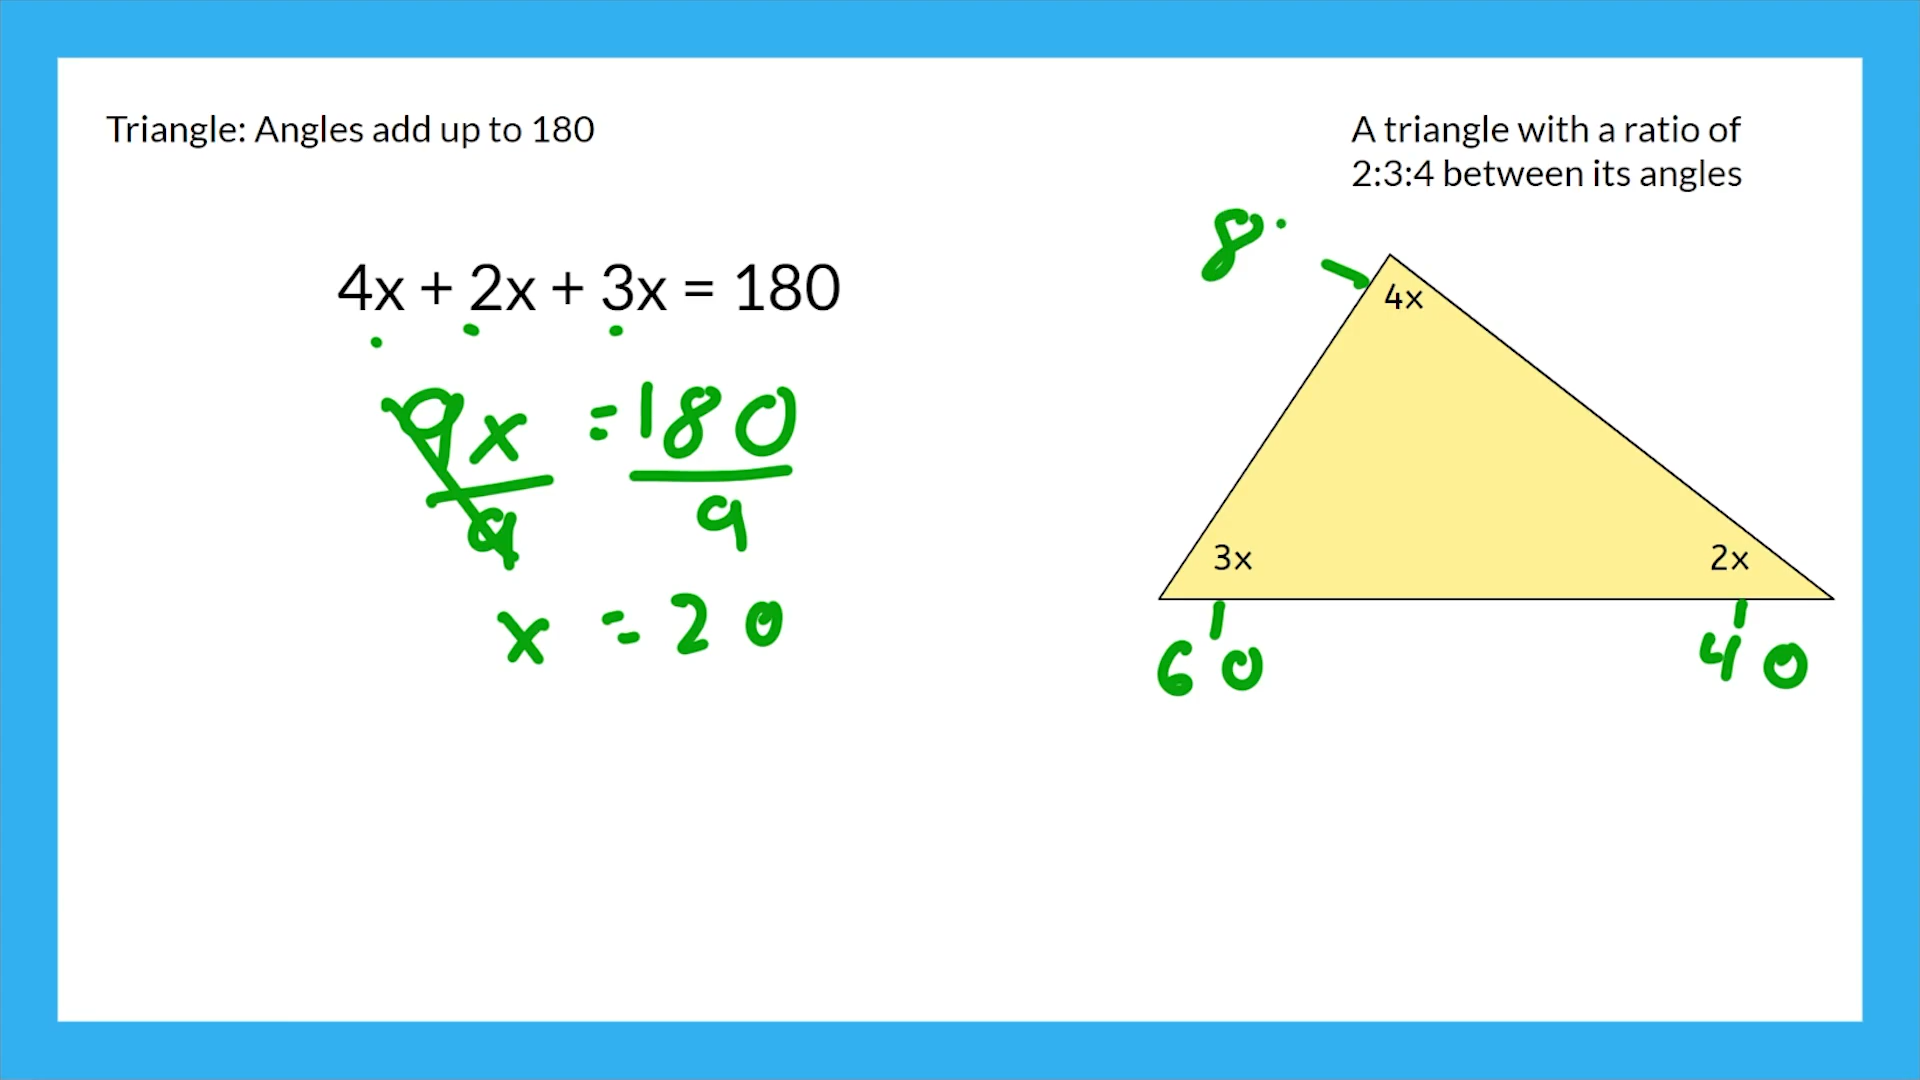 Triangle: Angles add up to 180
A triangle with a ratio of
2:3:4 between its angles
4x + 2x + 3x = 180
9x = 180
9 9
x = 20
8
4x
3x
2x
60
40